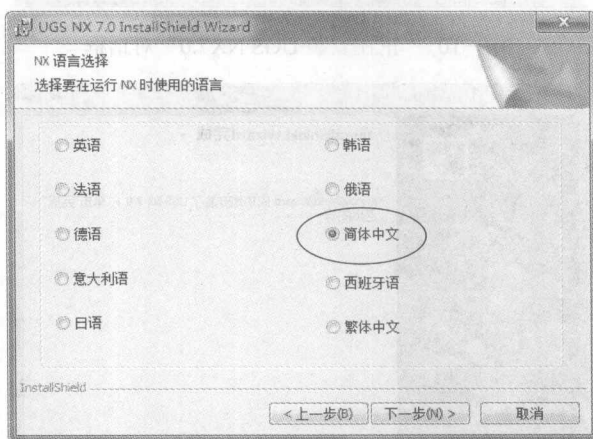 UGS NX 7.0 InstallShield Wizard
NX 语言选择
选择要在运行 NX 时使用的语言
英语
法语
德语
意大利语
日语
韩语
俄语
简体中文
西班牙语
繁体中文
InstallShield
<上一步(B)
下一步(N) >
取消